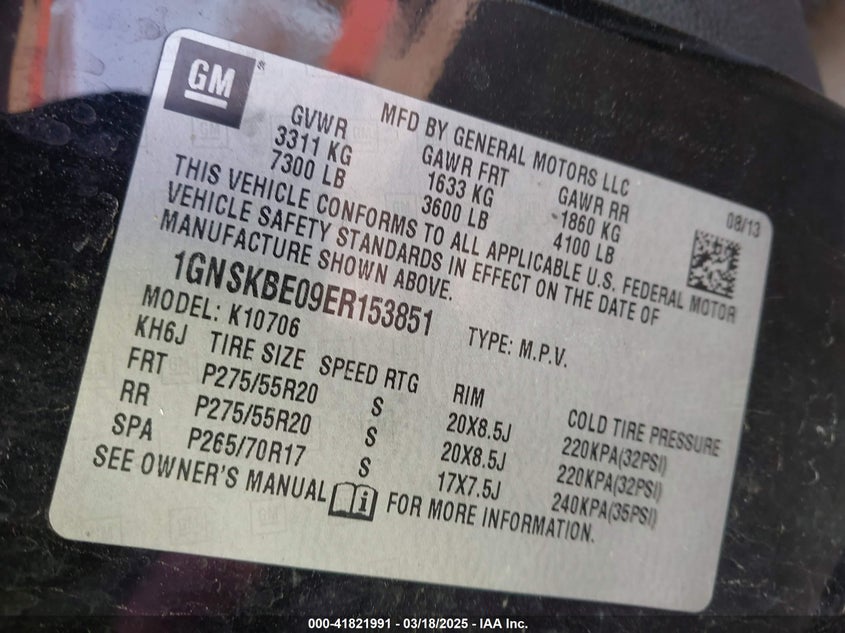 GM
MFD BY GENERAL MOTORS LLC
08/13
GVWR GAWR FRT GAWR RR
3311 KG 1633 KG 1860 KG
7300 LB 3600 LB 4100 LB
THIS VEHICLE CONFORMS TO ALL APPLICABLE U.S. FEDERAL MOTOR
VEHICLE SAFETY STANDARDS IN EFFECT ON THE DATE OF
MANUFACTURE SHOWN ABOVE.
1GNSKBE09ER153851 TYPE: M.P.V.
MODEL: K10706
KH6J TIRE SIZE SPEED RTG RIM COLD TIRE PRESSURE
FRT P275/55R20 S 20X8.5J 220KPA(32PSI)
RR P275/55R20 S 20X8.5J 220KPA(32PSI)
SPA P265/70R17 S 17X7.5J 240KPA(35PSI)
SEE OWNER'S MANUAL i FOR MORE INFORMATION.
000-41821991 / 03/18/2025 - IAA Inc.